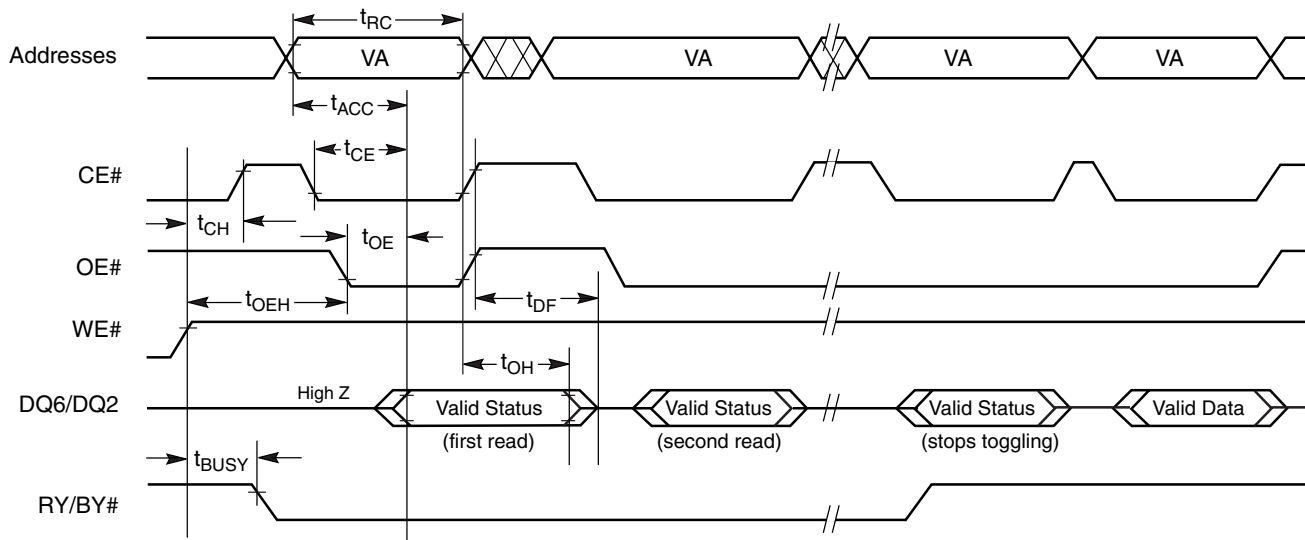 tRC
Addresses VA VA VA VA
tACC
tCE
CE#
tCH
tOE
OE#
tOEH
tDF
WE#
tOH
High Z
DQ6/DQ2 Valid Status Valid Status Valid Status Valid Data
(first read) (second read) (stops toggling)
tBUSY
RY/BY#